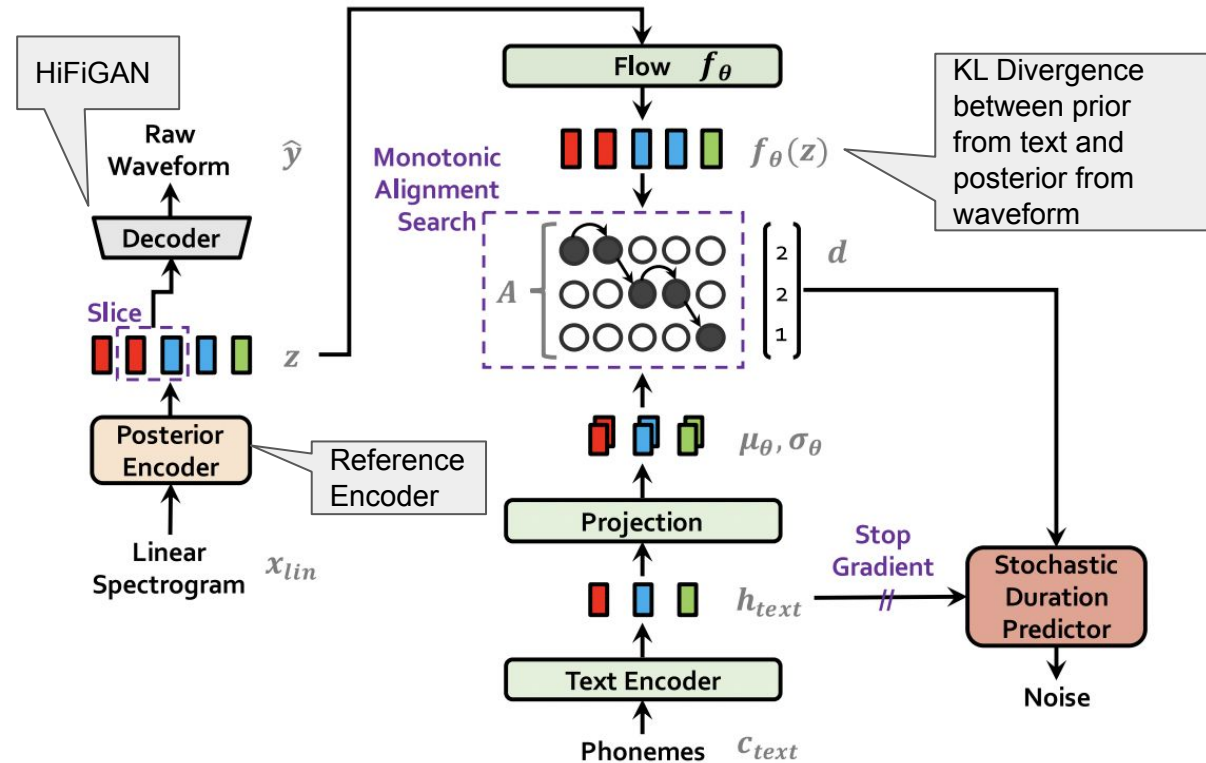 HiFiGAN
Raw
Waveform
ŷ
Decoder
Slice
z
Posterior
Encoder
Reference
Encoder
Linear
Spectrogram
x_lin
Flow f_θ
f_θ(z)
KL Divergence
between prior
from text and
posterior from
waveform
Monotonic
Alignment
Search
A
2
2
1
d
μ_θ, σ_θ
Projection
h_text
Stop
Gradient
//
Stochastic
Duration
Predictor
Noise
Text Encoder
Phonemes
c_text